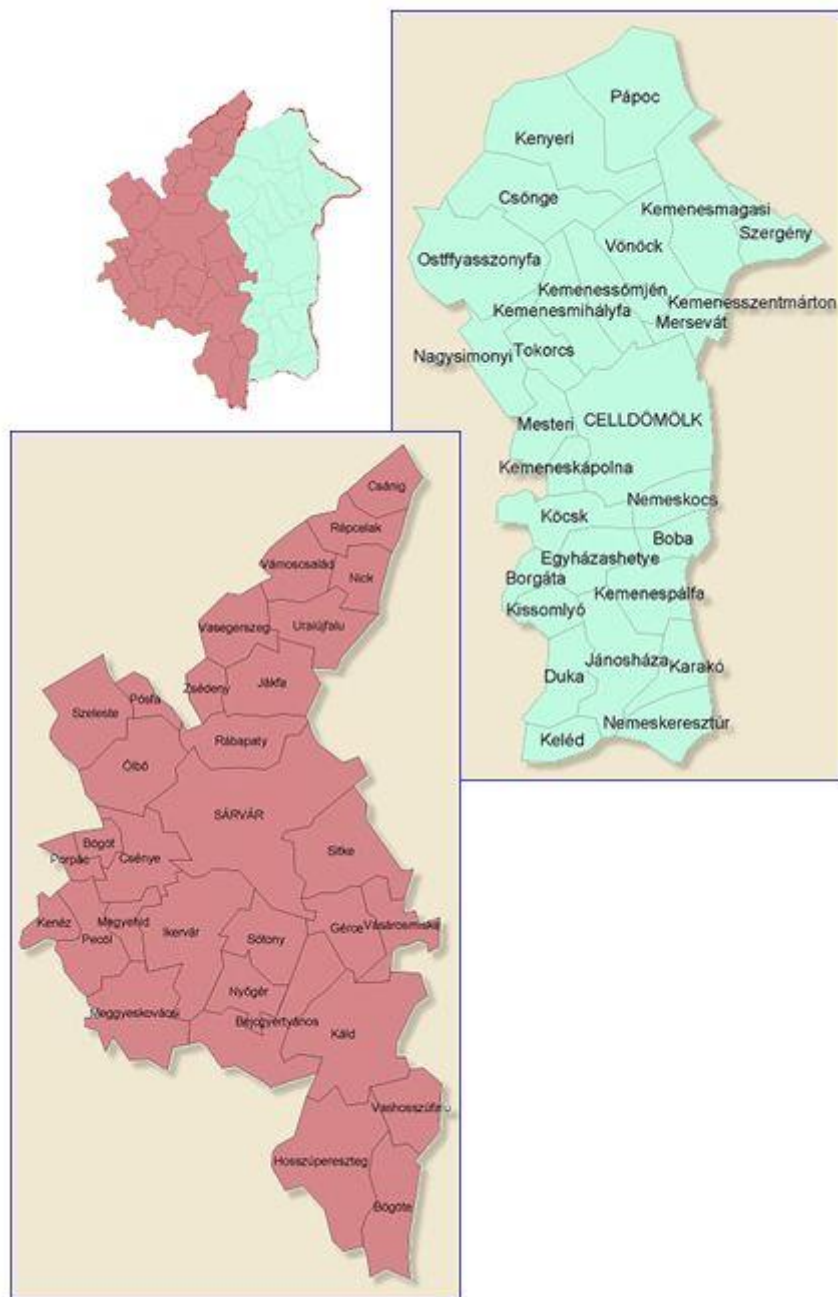 Pápoc
Kenyeri
Csönge
Kemenesmagasi
Szergény
Vönöck
Ostffyasszonyfa
Kemenessömjén
Kemenesszentmárton
Kemenesmihályfa
Mersevát
Tokorcs
Nagysimonyi
Mesteri
CELLDÖMÖLK
Kemeneskápolna
Nemeskocs
Köcsk
Boba
Egyházashetye
Borgáta
Kemenespálfa
Kissomlyó
Jánosháza
Karakó
Duka
Nemeskeresztúr
Keléd
Csánig
Répcelak
Vámoscsalád
Nick
Vasegerszeg
Uraiújfalu
Zsédeny
Jákfa
Pósfa
Szeleste
Rábapaty
Ölbő
SÁRVÁR
Bögöt
Sitke
Porpác
Csénye
Kenéz
Megyehíd
Ikervár
Gérce
Vásárosmiske
Pecöl
Sótony
Nyőgér
Meggyeskovácsi
Bejcgyertyános
Káld
Vashosszúfalu
Hosszúpereszteg
Bögöte